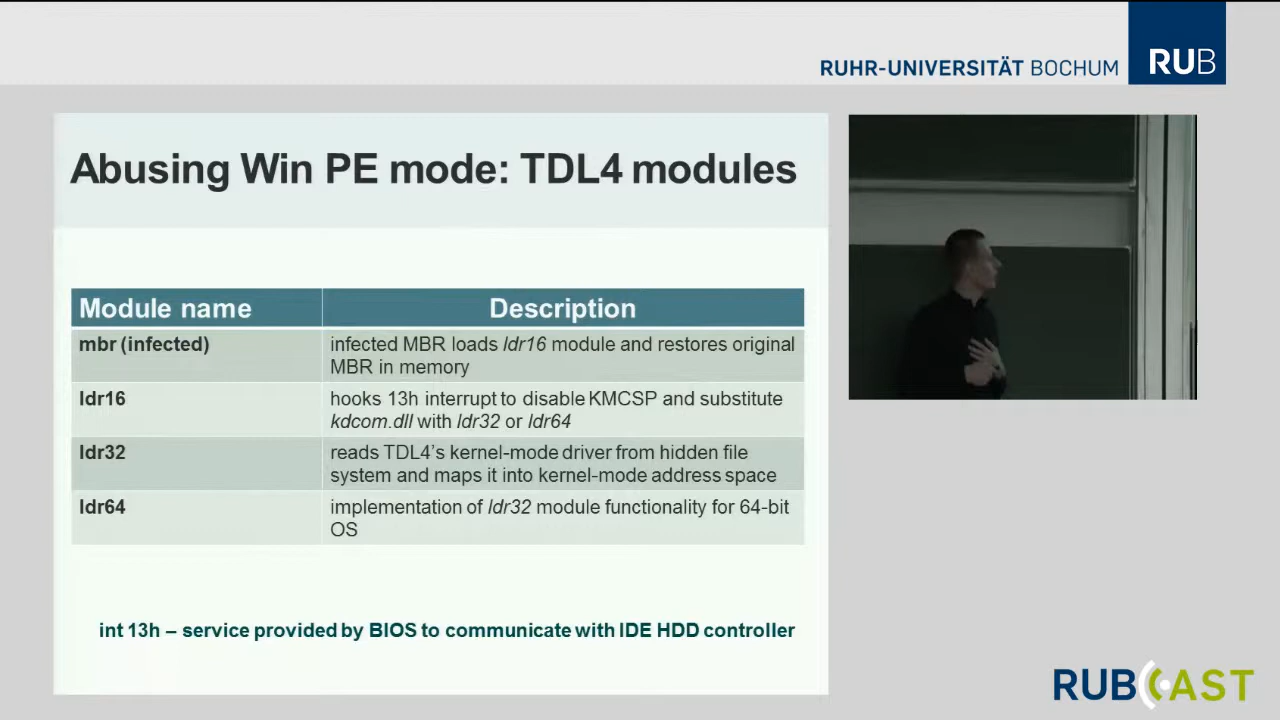 RUHR-UNIVERSITÄT BOCHUM
RUB
Abusing Win PE mode: TDL4 modules
Module name
Description
mbr (infected)
infected MBR loads ldr16 module and restores original
MBR in memory
ldr16
hooks 13h interrupt to disable KMCSP and substitute
kdcom.dll with ldr32 or ldr64
ldr32
reads TDL4's kernel-mode driver from hidden file
system and maps it into kernel-mode address space
ldr64
implementation of ldr32 module functionality for 64-bit
OS
int 13h – service provided by BIOS to communicate with IDE HDD controller
RUBCAST